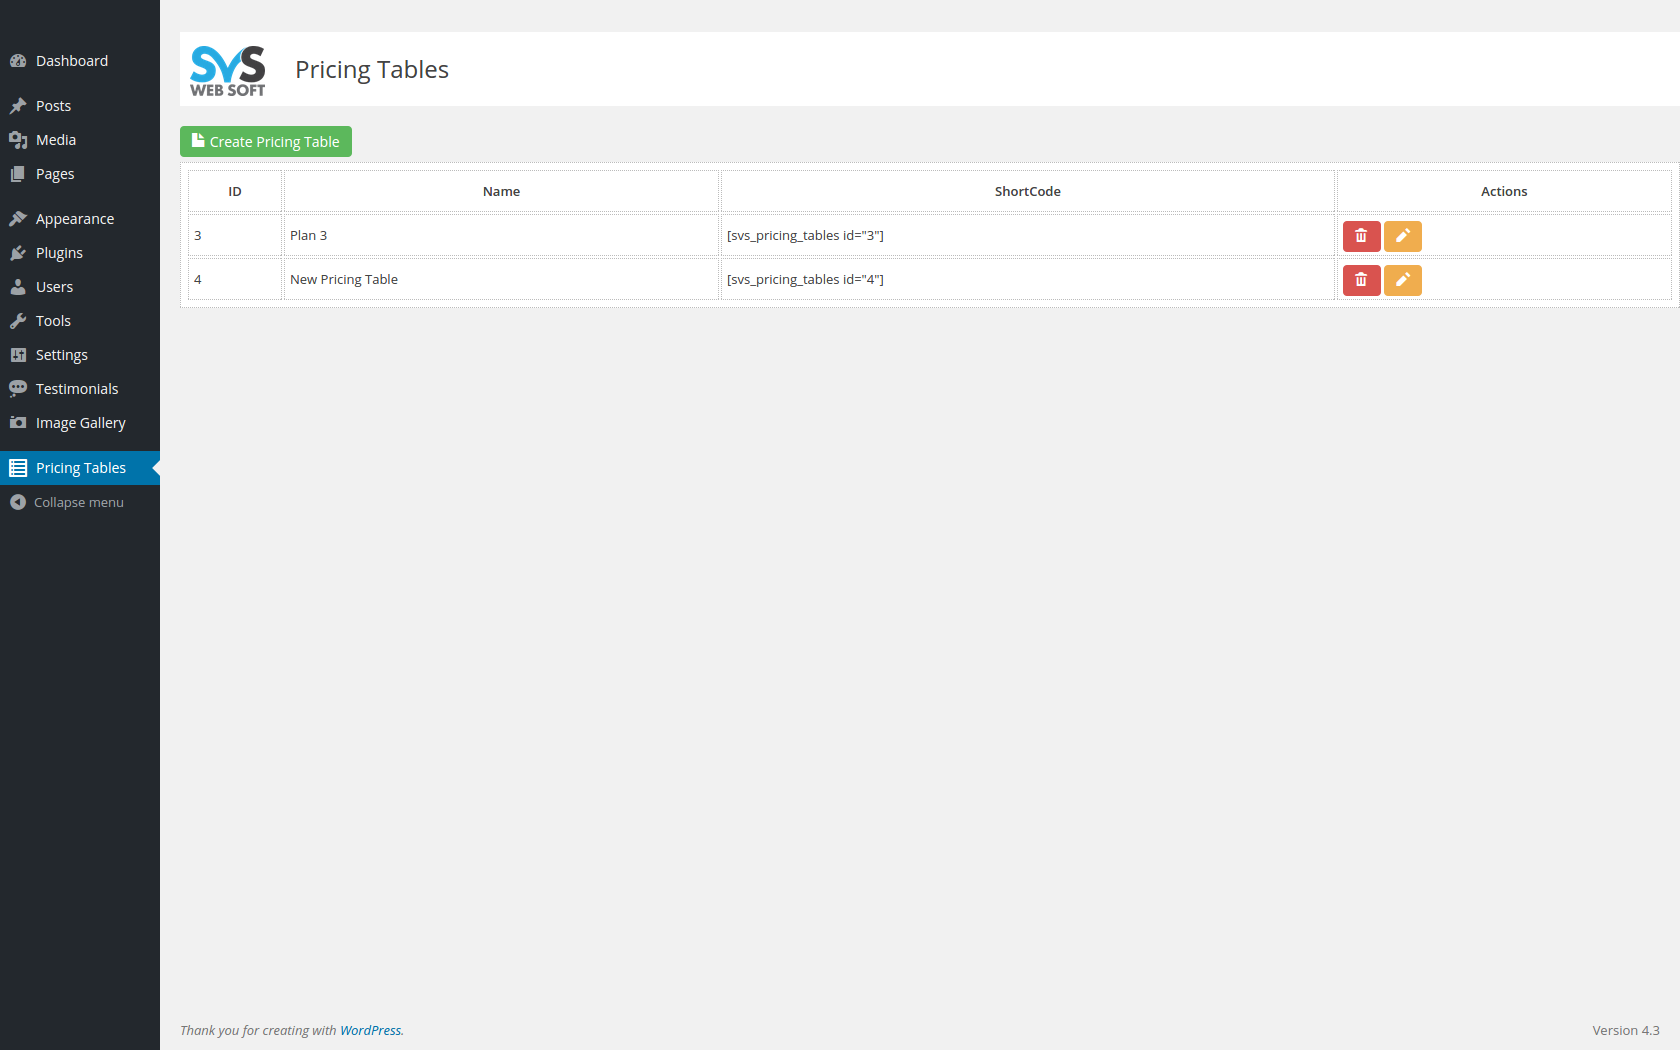 Dashboard
Posts
Media
Pages
Appearance
Plugins
Users
Tools
Settings
Testimonials
Image Gallery
Pricing Tables
Collapse menu
SVS
WEB SOFT
Pricing Tables
Create Pricing Table
ID Name ShortCode Actions
3 Plan 3 [svs_pricing_tables id="3"]
4 New Pricing Table [svs_pricing_tables id="4"]
Thank you for creating with WordPress.
Version 4.3